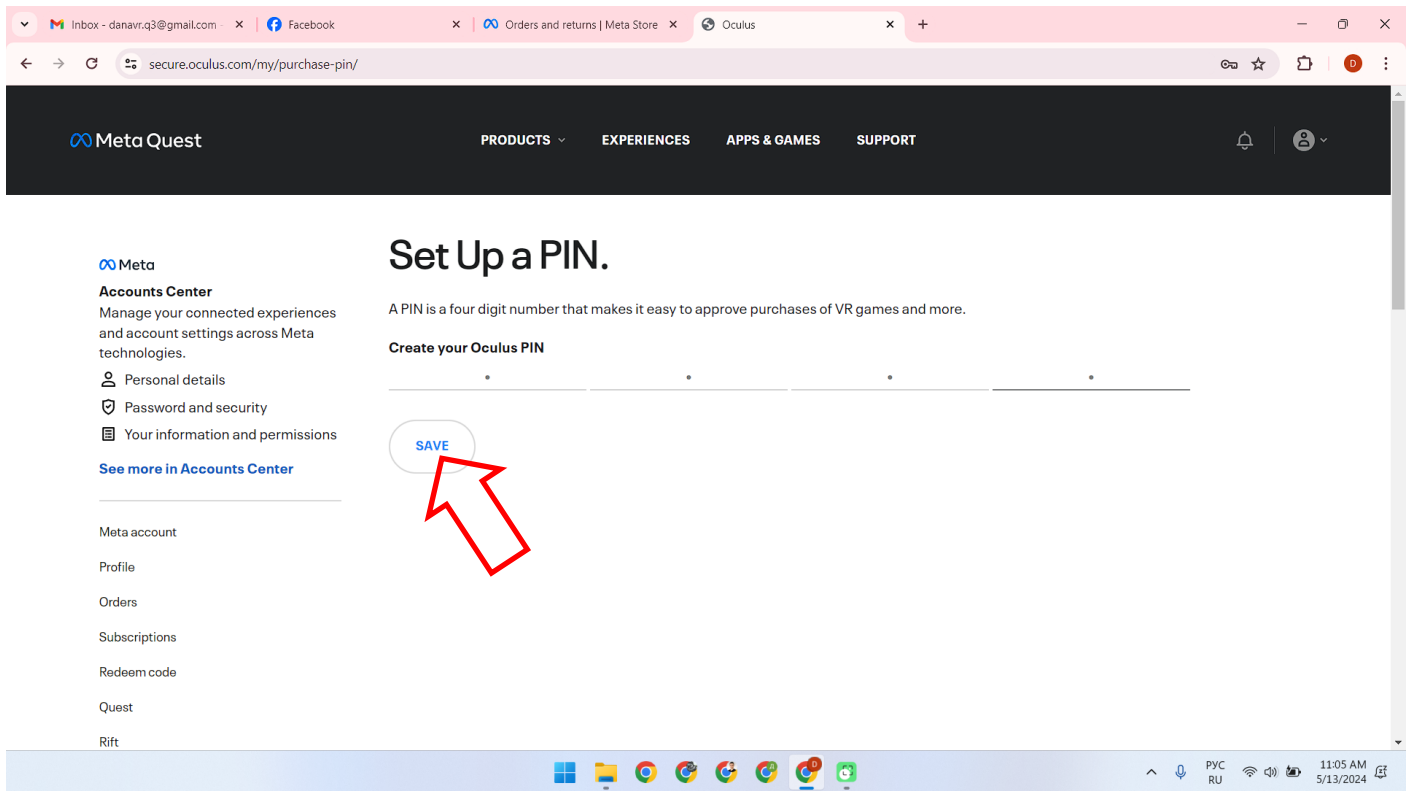 Inbox - danavr.q3@gmail.com -
Facebook
Orders and returns | Meta Store
Oculus
secure.oculus.com/my/purchase-pin/
D
Meta Quest
PRODUCTS
EXPERIENCES
APPS & GAMES
SUPPORT
Meta
Accounts Center
Manage your connected experiences
and account settings across Meta
technologies.
Personal details
Password and security
Your information and permissions
See more in Accounts Center
Meta account
Profile
Orders
Subscriptions
Redeem code
Quest
Rift
Set Up a PIN.
A PIN is a four digit number that makes it easy to approve purchases of VR games and more.
Create your Oculus PIN
SAVE
D
РУС
RU
11:05 AM
5/13/2024